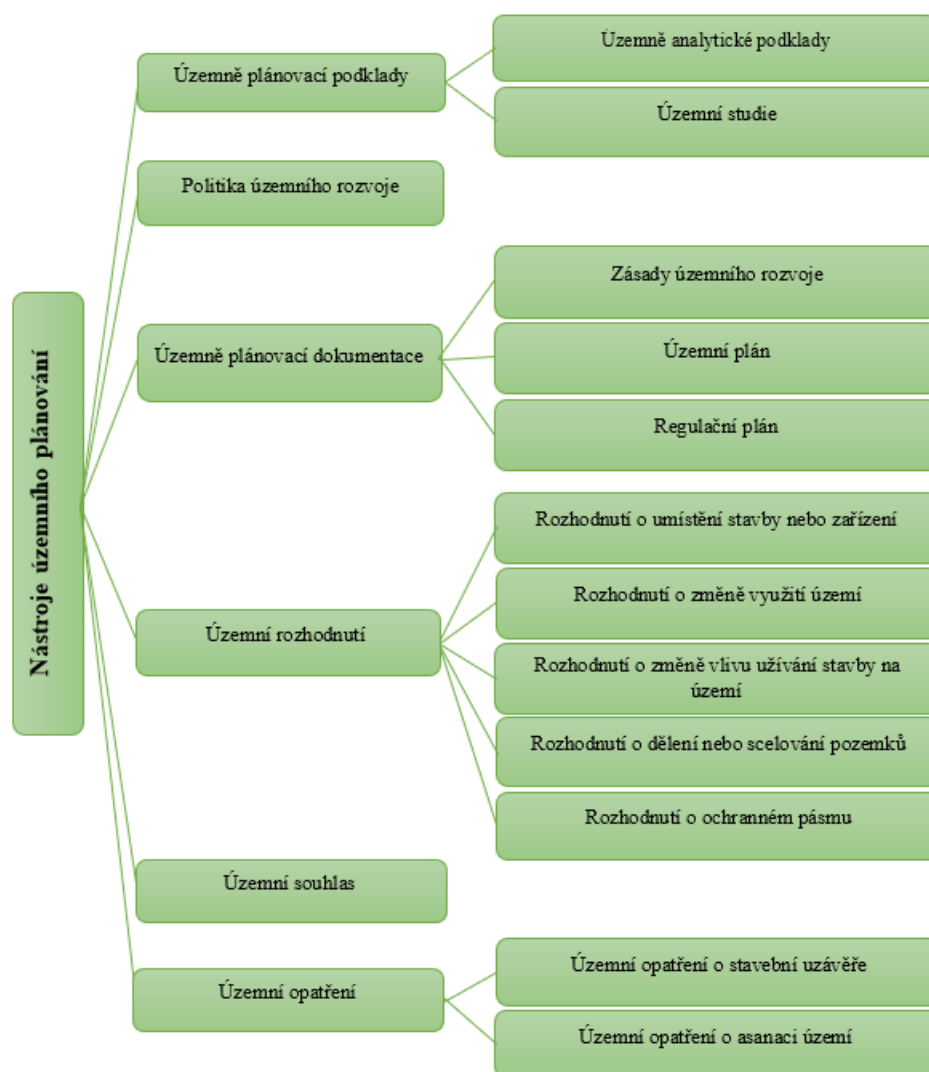 Nástroje územního plánování
Územně plánovací podklady
Územně analytické podklady
Územní studie
Politika územního rozvoje
Územně plánovací dokumentace
Zásady územního rozvoje
Územní plán
Regulační plán
Územní rozhodnutí
Rozhodnutí o umístění stavby nebo zařízení
Rozhodnutí o změně využití území
Rozhodnutí o změně vlivu užívání stavby na
území
Rozhodnutí o dělení nebo scelování pozemků
Rozhodnutí o ochranném pásmu
Územní souhlas
Územní opatření
Územní opatření o stavební uzávěře
Územní opatření o asanaci území